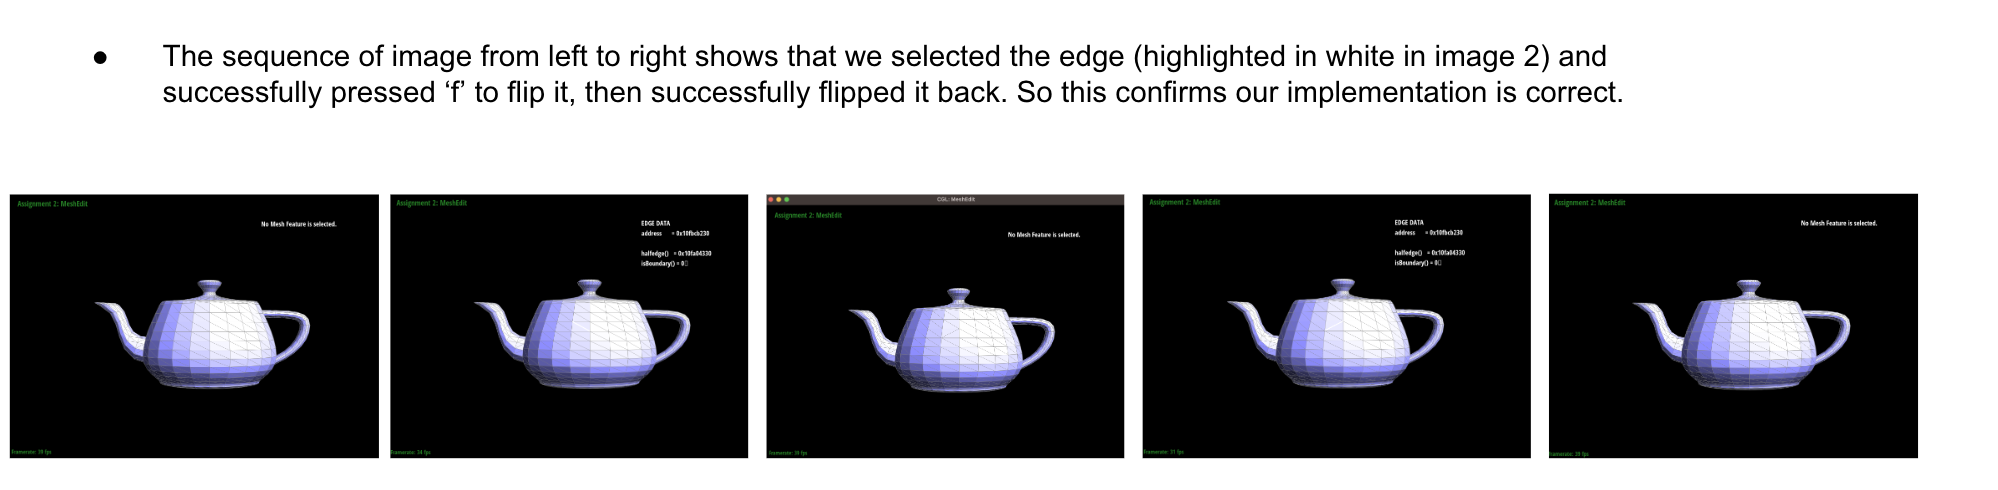 ● The sequence of image from left to right shows that we selected the edge (highlighted in white in image 2) and
successfully pressed ‘f’ to flip it, then successfully flipped it back. So this confirms our implementation is correct.
Assignment 2: MeshEdit
No Mesh Feature is selected.
Framerate: 39 fps
Assignment 2: MeshEdit
EDGE DATA
address = 0x10fbcb230
halfedge() = 0x10fa04330
isBoundary() = 0
Framerate: 34 fps
CGL: MeshEdit
Assignment 2: MeshEdit
No Mesh Feature is selected.
Framerate: 39 fps
Assignment 2: MeshEdit
EDGE DATA
address = 0x10fbcb230
halfedge() = 0x10fa04330
isBoundary() = 0
Framerate: 31 fps
Assignment 2: MeshEdit
No Mesh Feature is selected.
Framerate: 39 fps